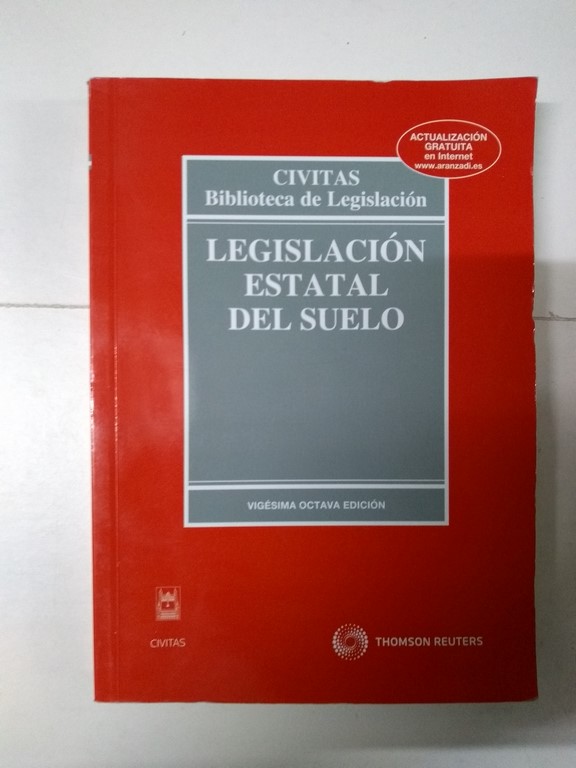 ACTUALIZACIÓN
GRATUITA
en Internet
www.aranzadi.es
CIVITAS
Biblioteca de Legislación
LEGISLACIÓN
ESTATAL
DEL SUELO
VIGÉSIMA OCTAVA EDICIÓN
CIVITAS
THOMSON REUTERS